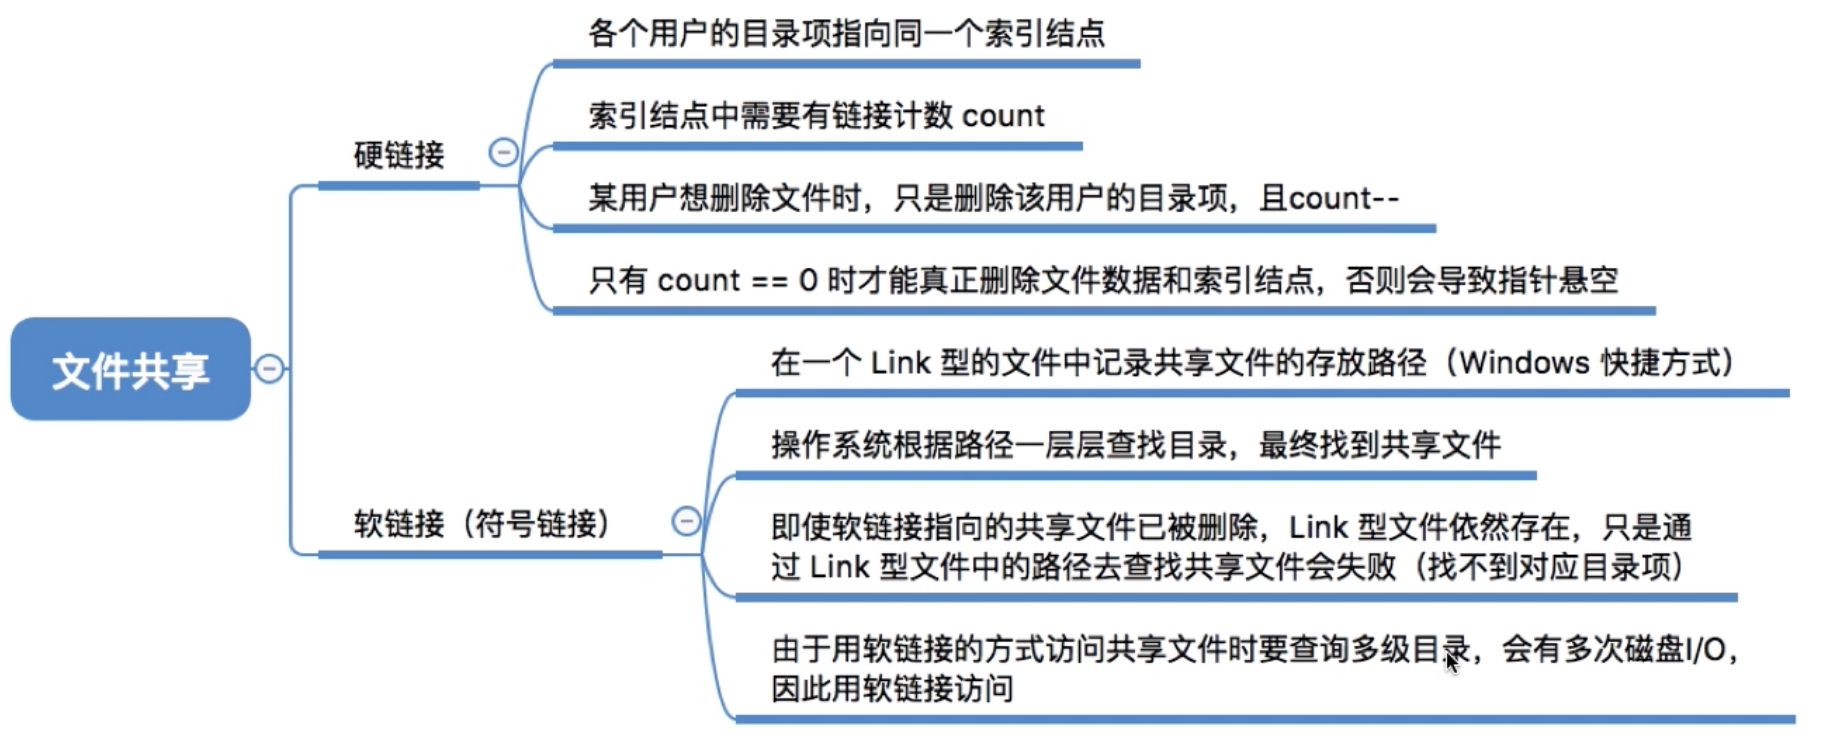 各个用户的目录项指向同一个索引结点
索引结点中需要有链接计数 count
硬链接
某用户想删除文件时，只是删除该用户的目录项，且count--
只有 count == 0 时才能真正删除文件数据和索引结点，否则会导致指针悬空
文件共享
在一个 Link 型的文件中记录共享文件的存放路径（Windows 快捷方式）
操作系统根据路径一层层查找目录，最终找到共享文件
软链接（符号链接）
即使软链接指向的共享文件已被删除，Link 型文件依然存在，只是通
过 Link 型文件中的路径去查找共享文件会失败（找不到对应目录项）
由于用软链接的方式访问共享文件时要查询多级目录，会有多次磁盘I/O，
因此用软链接访问